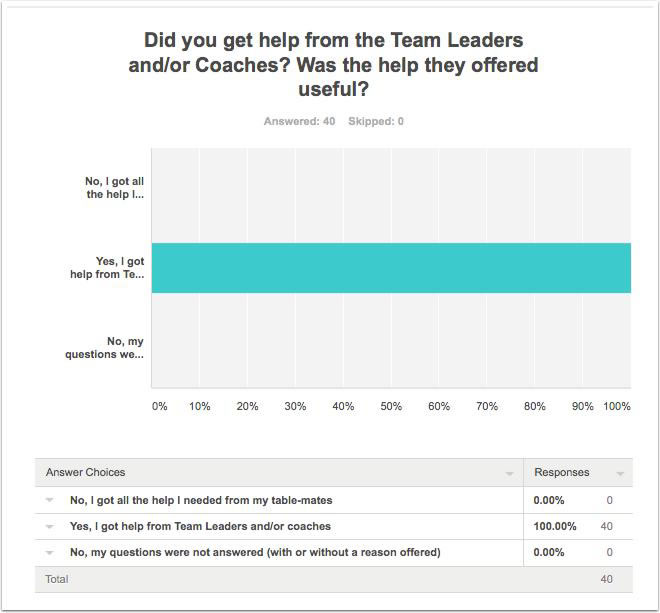 Did you get help from the Team Leaders
and/or Coaches? Was the help they offered
useful?
Answered: 40 Skipped: 0
No, I got all
the help I...
Yes, I got
help from Te...
No, my
questions we...
0% 10% 20% 30% 40% 50% 60% 70% 80% 90% 100%
Answer Choices Responses
No, I got all the help I needed from my table-mates 0.00% 0
Yes, I got help from Team Leaders and/or coaches 100.00% 40
No, my questions were not answered (with or without a reason offered) 0.00% 0
Total 40